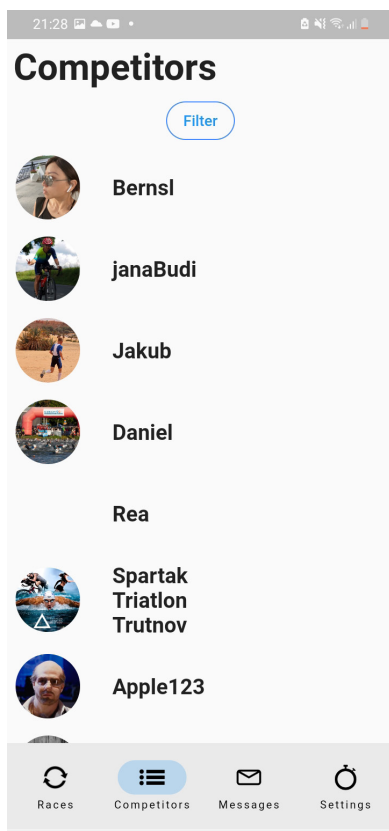 21:28
Competitors
Filter
Bernsl
janaBudi
Jakub
Daniel
Rea
Spartak
Triatlon
Trutnov
Apple123
Races
Competitors
Messages
Settings